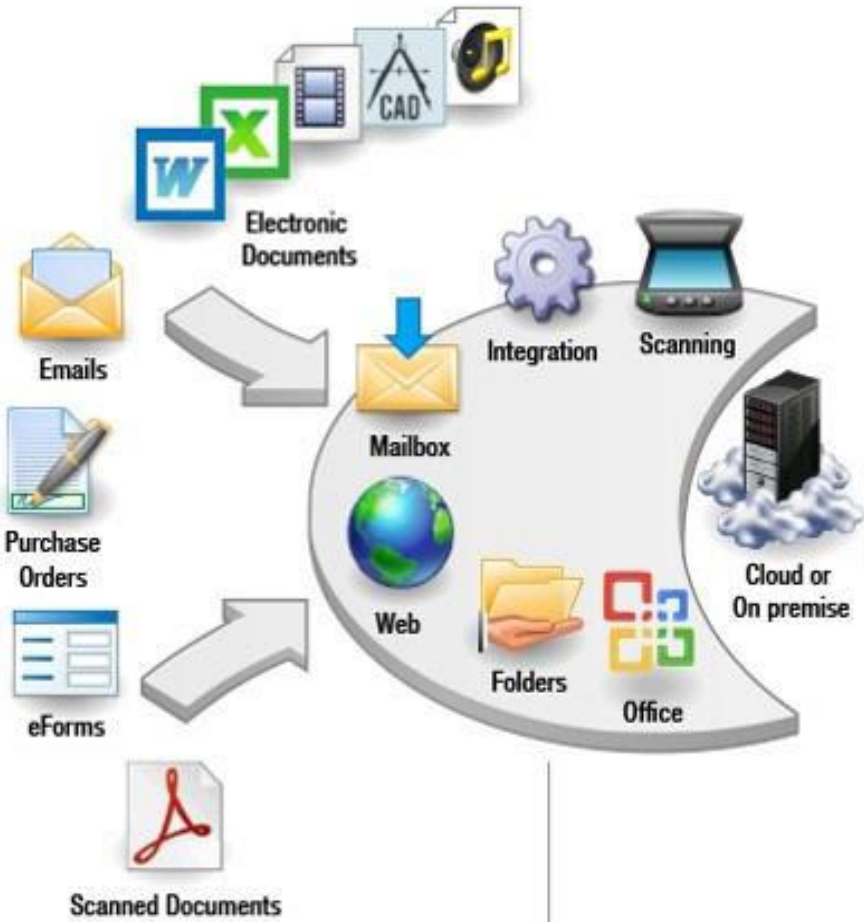 W
X
CAD
Electronic
Documents
Emails
Integration
Scanning
Mailbox
Purchase
Orders
Cloud or
On premise
Web
Folders
Office
eForms
Scanned Documents